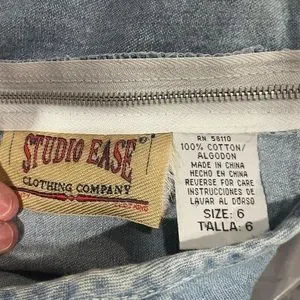 STUDIO EASE®
CLOTHING COMPANY
RN 58110
100% COTTON/
ALGODON
MADE IN CHINA
HECHO EN CHINA
REVERSE FOR CARE
INSTRUCCIONES DE
LAVAR AL DORSO
SIZE: 6
TALLA: 6